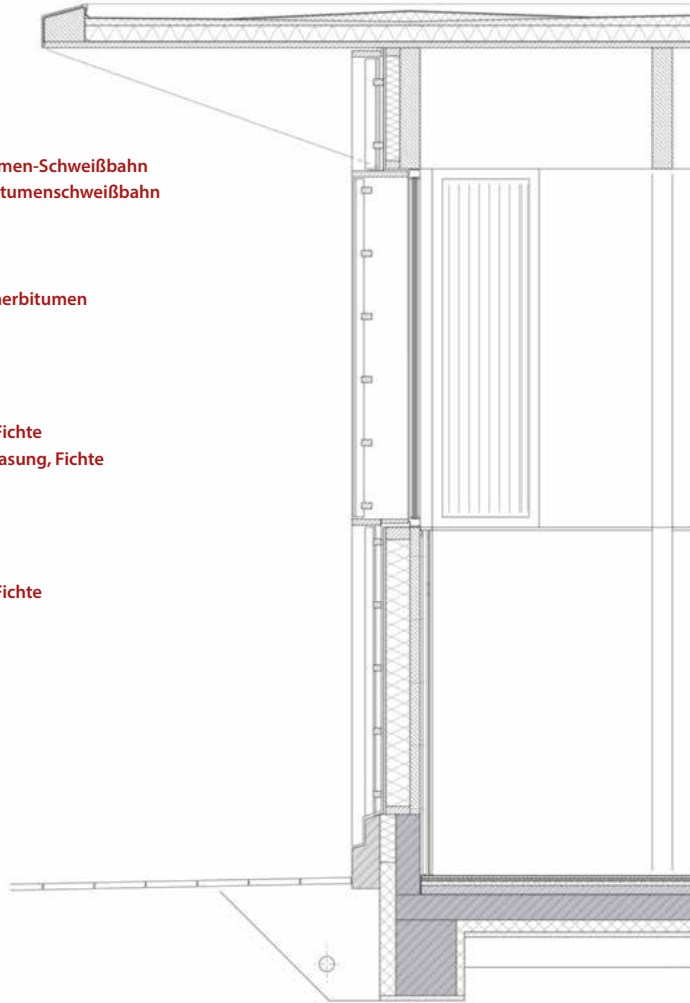 men-Schweißbahn
tumenschweißbahn
nerbitumen
Fichte
asung, Fichte
Fichte